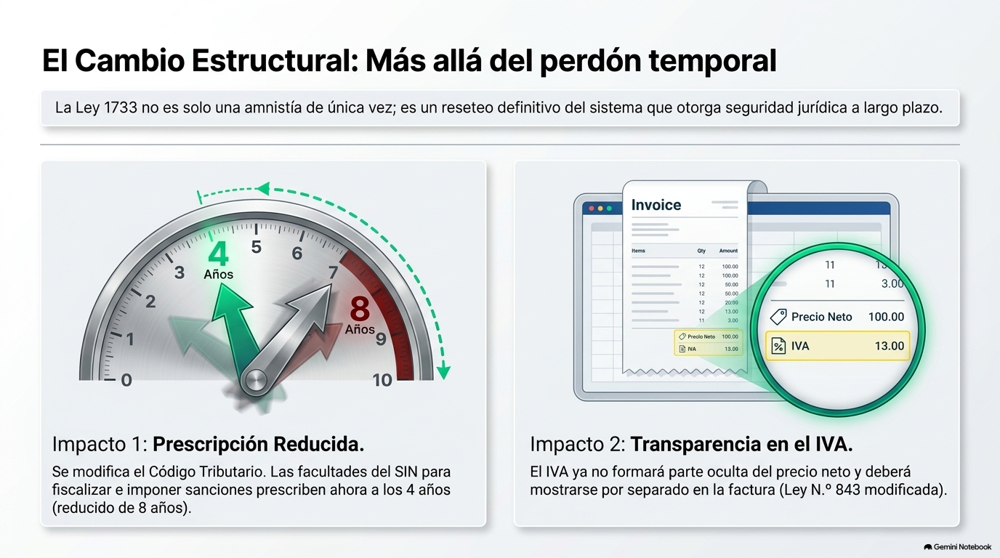 El Cambio Estructural: Más allá del perdón temporal
La Ley 1733 no es solo una amnistía de única vez; es un reseteo definitivo del sistema que otorga seguridad jurídica a largo plazo.
0
1
2
3
4
Años
5
6
7
8
Años
9
10
Impacto 1: Prescripción Reducida.
Se modifica el Código Tributario. Las facultades del SIN para
fiscalizar e imponer sanciones prescriben ahora a los 4 años
(reducido de 8 años).
Invoice
Items Qty Amount
12 100.00
12 100.00
12 50.00
12 50.00
12 20.00
12 13.00
11 3.00
Precio Neto 100.00
IVA 13.00
11
11 3.00
Precio Neto 100.00
IVA 13.00
Impacto 2: Transparencia en el IVA.
El IVA ya no formará parte oculta del precio neto y deberá
mostrarse por separado en la factura (Ley N.º 843 modificada).
Gemini Notebook